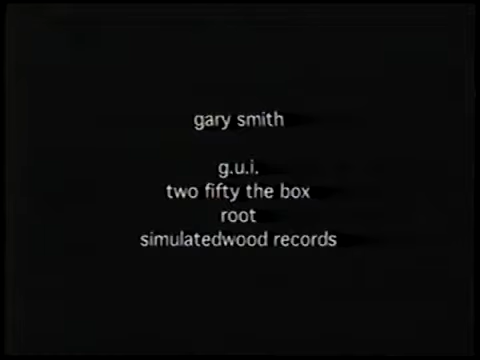 gary smith
g.u.i.
two fifty the box
root
simulatedwood records